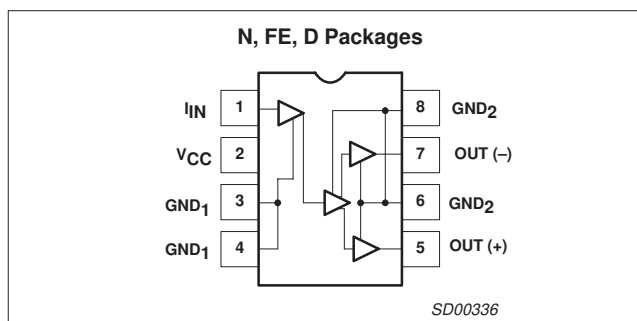 N, FE, D Packages
IIN 1 8 GND2
VCC 2 7 OUT (–)
GND1 3 6 GND2
GND1 4 5 OUT (+)
SD00336